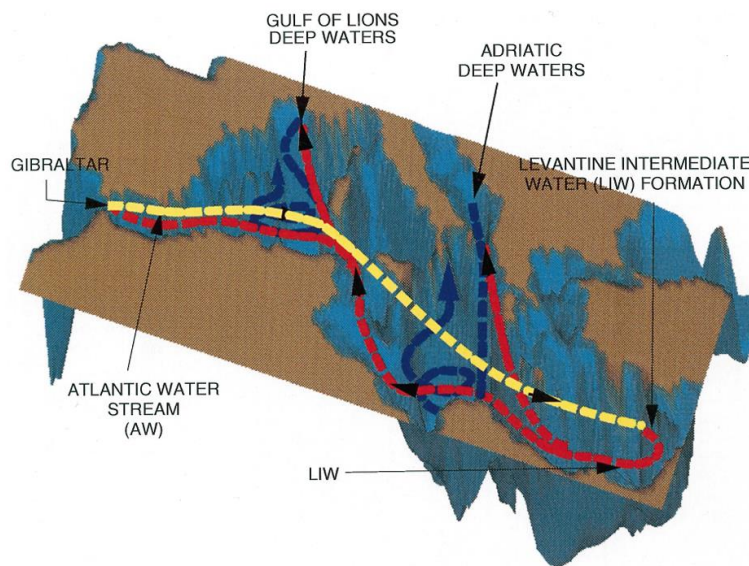 GULF OF LIONS
DEEP WATERS
ADRIATIC
DEEP WATERS
GIBRALTAR
LEVANTINE INTERMEDIATE
WATER (LIW) FORMATION
ATLANTIC WATER
STREAM
(AW)
LIW